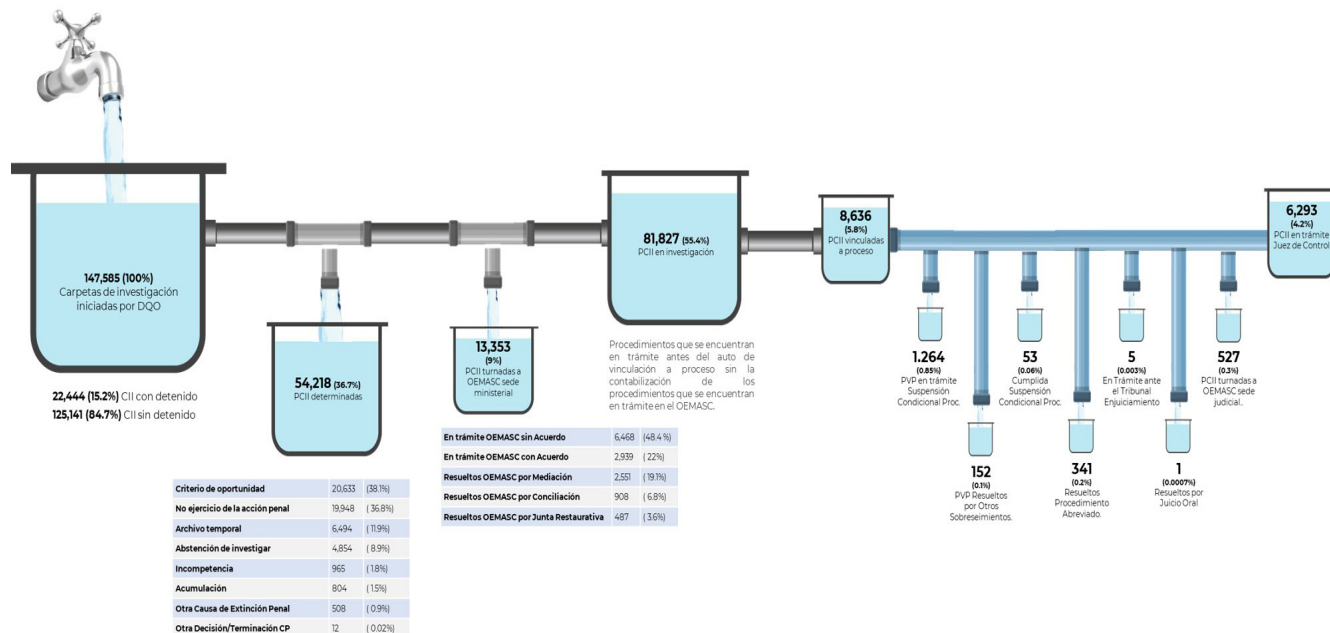 147,585 (100%)
Carpetas de investigación
iniciadas por DQO
22,444 (15.2%) CII con detenido
125,141 (84.7%) CII sin detenido
54,218 (36.7%)
PCII determinadas
Criterio de oportunidad 20,633 (38.1%)
No ejercicio de la acción penal 19,948 ( 36.8%)
Archivo temporal 6,494 ( 11.9%)
Abstención de investigar 4,854 ( 8.9%)
Incompetencia 965 ( 1.8%)
Acumulación 804 ( 1.5%)
Otra Causa de Extinción Penal 508 ( 0.9%)
Otra Decisión/Terminación CP 12 ( 0.02%)
13,353
(9%)
PCII turnadas a
OEMASC sede
ministerial
En trámite OEMASC sin Acuerdo 6,468 (48.4 %)
En trámite OEMASC con Acuerdo 2,939 ( 22%)
Resueltos OEMASC por Mediación 2,551 ( 19.1%)
Resueltos OEMASC por Conciliación 908 ( 6.8%)
Resueltos OEMASC por Junta Restaurativa 487 ( 3.6%)
81,827 (55.4%)
PCII en investigación
Procedimientos que se encuentran
en trámite antes del auto de
vinculación a proceso sin la
contabilización de los
procedimientos que se encuentran
en trámite en el OEMASC.
8,636
(5.8%)
PCII vinculadas
a proceso
1.264
(0.85%)
PVP en trámite
Suspensión
Condicional Proc.
152
(0.1%)
PVP Resueltos
por Otros
Sobreseimientos.
53
(0.06%)
Cumplida
Suspensión
Condicional Proc.
341
(0.2%)
Resueltos
Procedimiento
Abreviado.
5
(0.003%)
En Trámite ante
el Tribunal
Enjuiciamiento
1
(0.0007%)
Resueltos por
Juicio Oral
527
(0.3%)
PCII turnadas a
OEMASC sede
judicial..
6,293
(4.2%)
PCII en trámite
Juez de Control